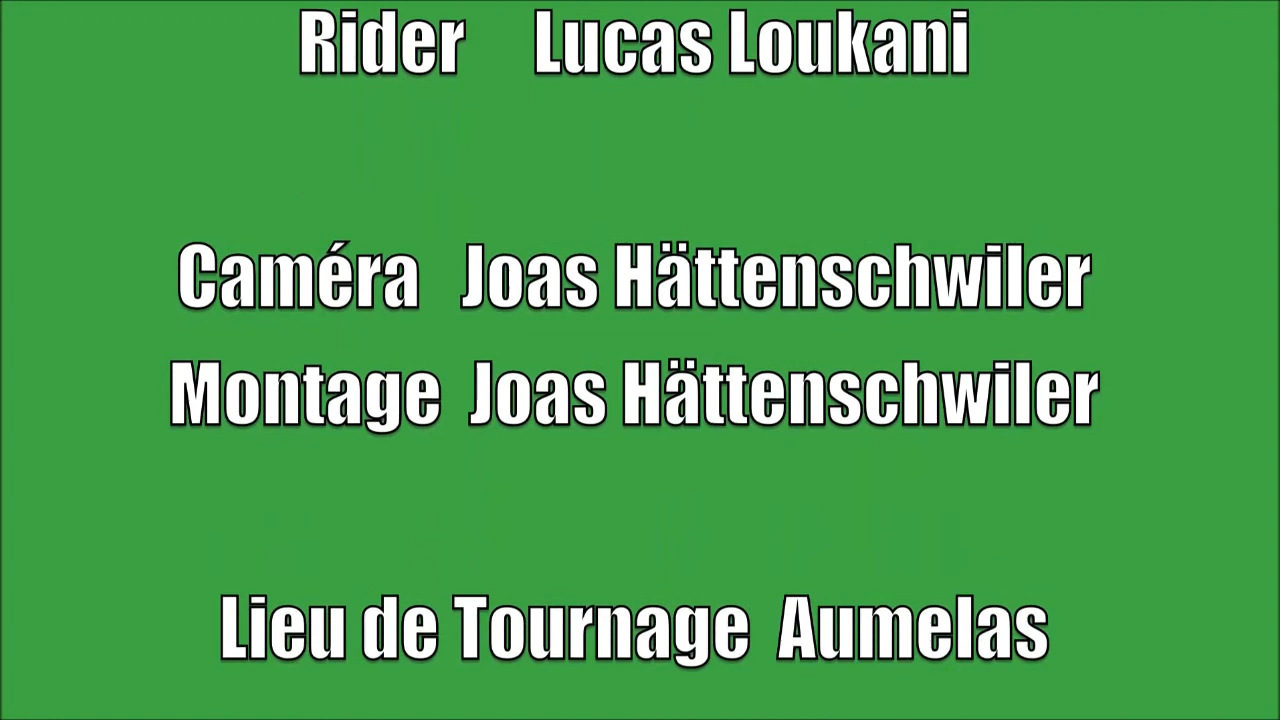 Rider Lucas Loukani
Caméra Joas Hättenschwiler
Montage Joas Hättenschwiler
Lieu de Tournage Aumelas